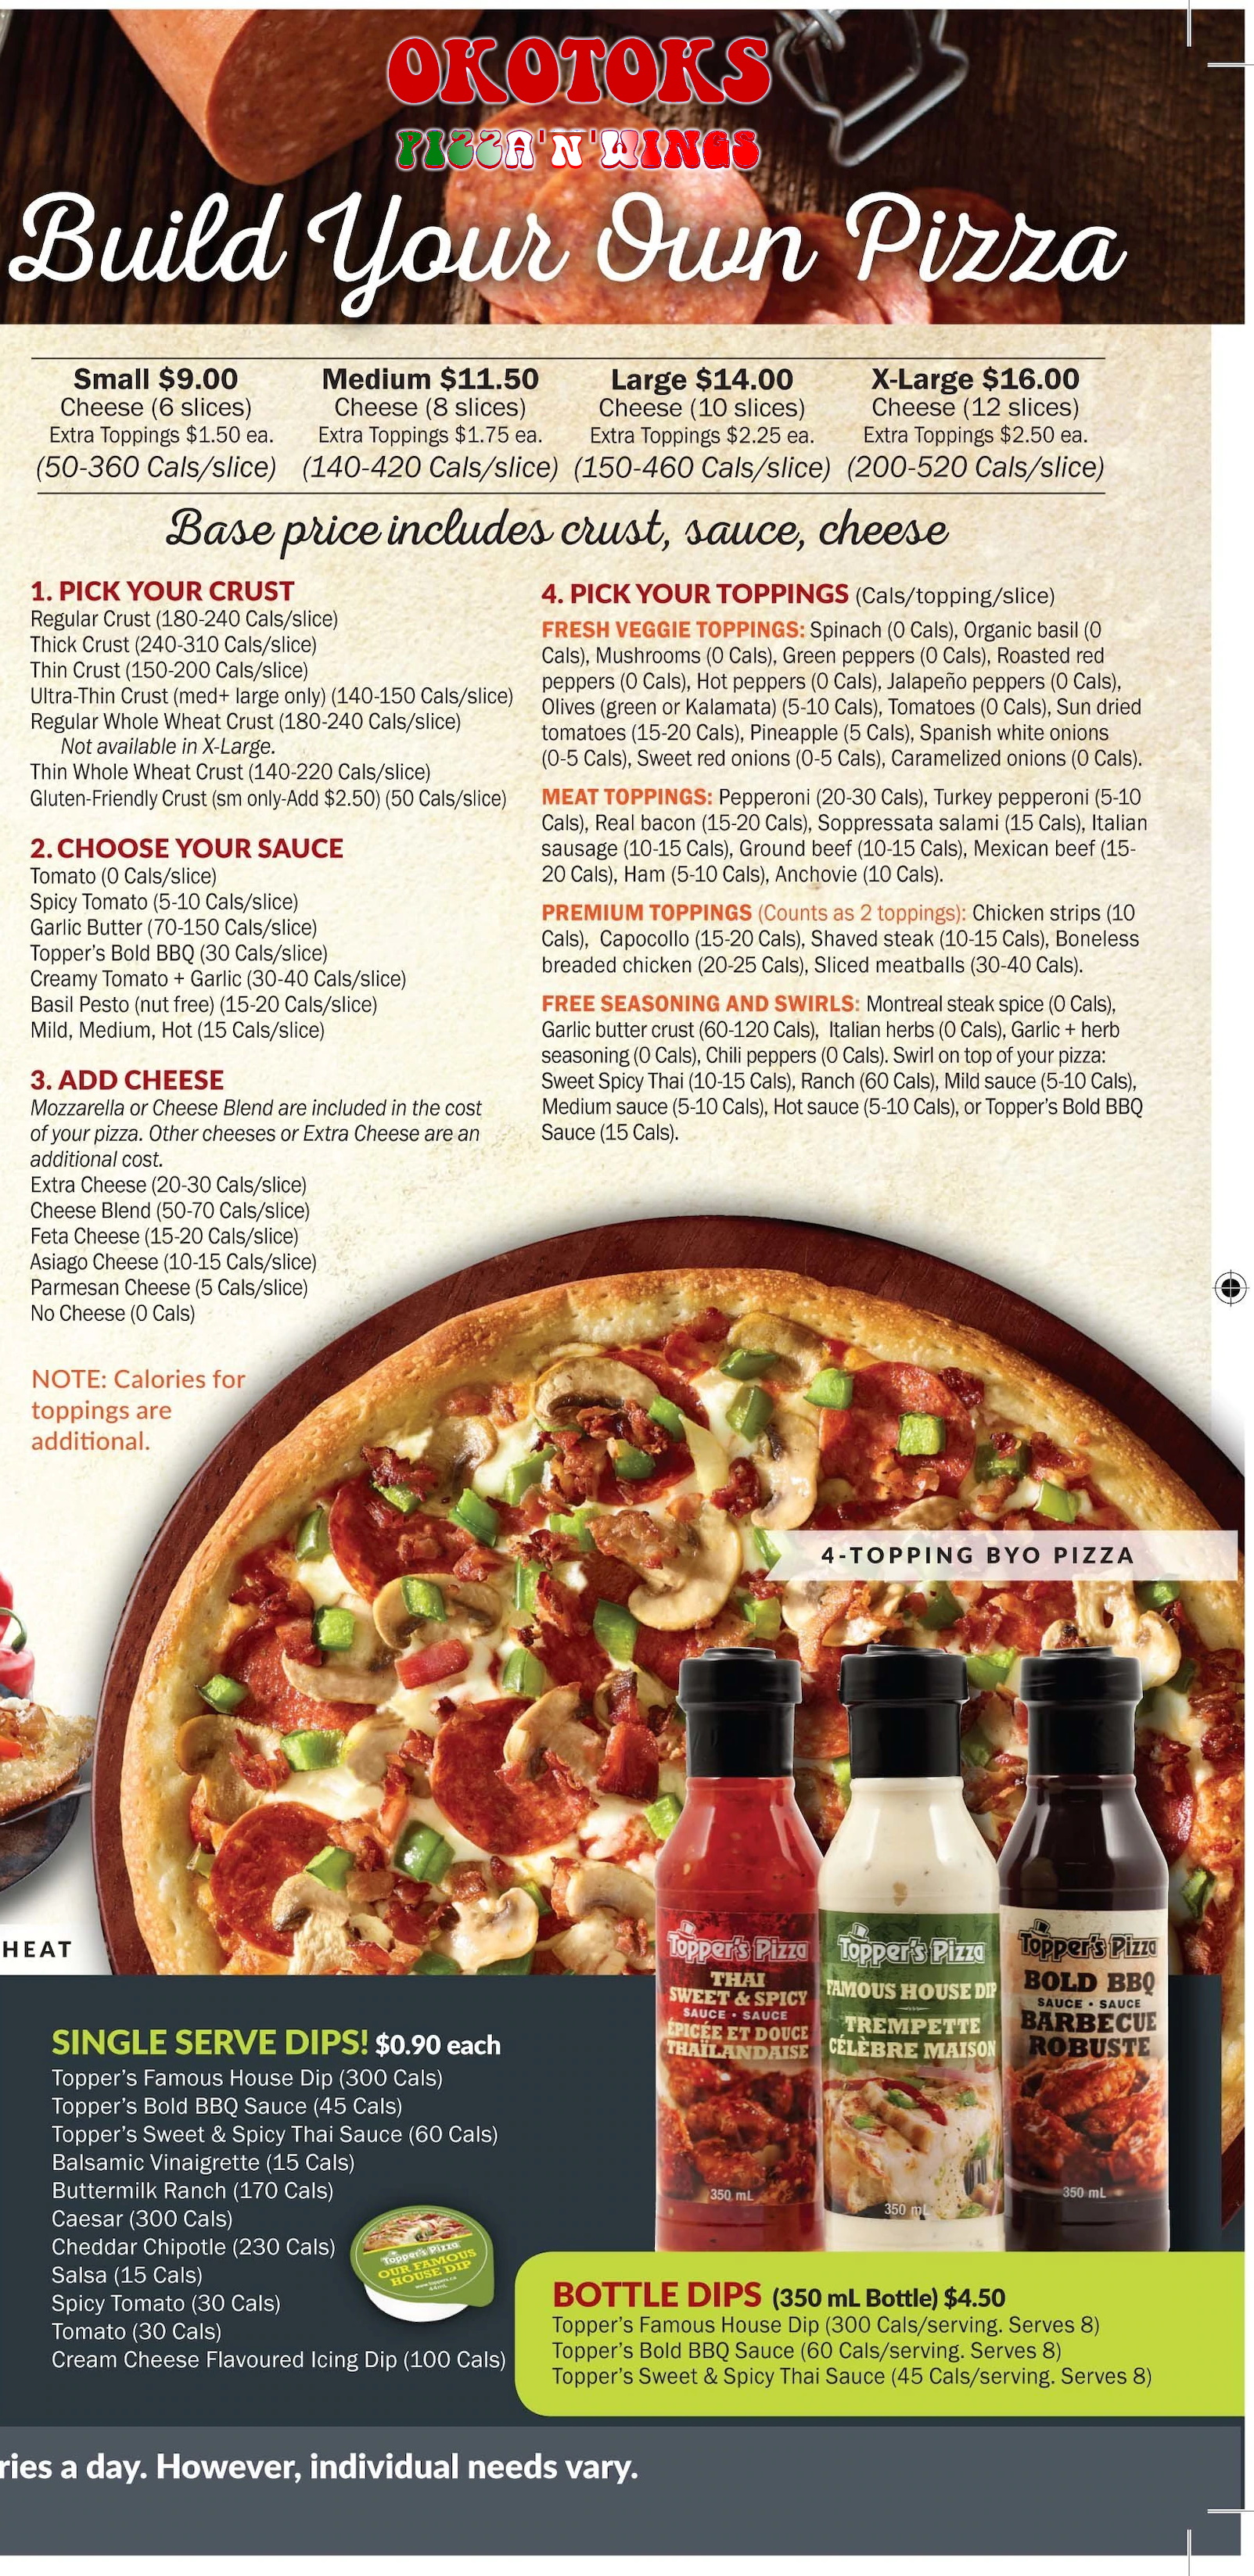 OKOTOKS
PIZZA'N'WINGS
Build Your Own Pizza
Small $9.00
Cheese (6 slices)
Extra Toppings $1.50 ea.
(50-360 Cals/slice)
Medium $11.50
Cheese (8 slices)
Extra Toppings $1.75 ea.
(140-420 Cals/slice)
Large $14.00
Cheese (10 slices)
Extra Toppings $2.25 ea.
(150-460 Cals/slice)
X-Large $16.00
Cheese (12 slices)
Extra Toppings $2.50 ea.
(200-520 Cals/slice)
Base price includes crust, sauce, cheese
1. PICK YOUR CRUST
Regular Crust (180-240 Cals/slice)
Thick Crust (240-310 Cals/slice)
Thin Crust (150-200 Cals/slice)
Ultra-Thin Crust (med+ large only) (140-150 Cals/slice)
Regular Whole Wheat Crust (180-240 Cals/slice)
Not available in X-Large.
Thin Whole Wheat Crust (140-220 Cals/slice)
Gluten-Friendly Crust (sm only-Add $2.50) (50 Cals/slice)
2. CHOOSE YOUR SAUCE
Tomato (0 Cals/slice)
Spicy Tomato (5-10 Cals/slice)
Garlic Butter (70-150 Cals/slice)
Topper's Bold BBQ (30 Cals/slice)
Creamy Tomato + Garlic (30-40 Cals/slice)
Basil Pesto (nut free) (15-20 Cals/slice)
Mild, Medium, Hot (15 Cals/slice)
3. ADD CHEESE
Mozzarella or Cheese Blend are included in the cost
of your pizza. Other cheeses or Extra Cheese are an
additional cost.
Extra Cheese (20-30 Cals/slice)
Cheese Blend (50-70 Cals/slice)
Feta Cheese (15-20 Cals/slice)
Asiago Cheese (10-15 Cals/slice)
Parmesan Cheese (5 Cals/slice)
No Cheese (0 Cals)
NOTE: Calories for
toppings are
additional.
4. PICK YOUR TOPPINGS (Cals/topping/slice)
FRESH VEGGIE TOPPINGS: Spinach (0 Cals), Organic basil (0
Cals), Mushrooms (0 Cals), Green peppers (0 Cals), Roasted red
peppers (0 Cals), Hot peppers (0 Cals), Jalapeño peppers (0 Cals),
Olives (green or Kalamata) (5-10 Cals), Tomatoes (0 Cals), Sun dried
tomatoes (15-20 Cals), Pineapple (5 Cals), Spanish white onions
(0-5 Cals), Sweet red onions (0-5 Cals), Caramelized onions (0 Cals).
MEAT TOPPINGS: Pepperoni (20-30 Cals), Turkey pepperoni (5-10
Cals), Real bacon (15-20 Cals), Soppressata salami (15 Cals), Italian
sausage (10-15 Cals), Ground beef (10-15 Cals), Mexican beef (15-
20 Cals), Ham (5-10 Cals), Anchovie (10 Cals).
PREMIUM TOPPINGS (Counts as 2 toppings): Chicken strips (10
Cals), Capocollo (15-20 Cals), Shaved steak (10-15 Cals), Boneless
breaded chicken (20-25 Cals), Sliced meatballs (30-40 Cals).
FREE SEASONING AND SWIRLS: Montreal steak spice (0 Cals),
Garlic butter crust (60-120 Cals), Italian herbs (0 Cals), Garlic + herb
seasoning (0 Cals), Chili peppers (0 Cals). Swirl on top of your pizza:
Sweet Spicy Thai (10-15 Cals), Ranch (60 Cals), Mild sauce (5-10 Cals),
Medium sauce (5-10 Cals), Hot sauce (5-10 Cals), or Topper's Bold BBQ
Sauce (15 Cals).
4-TOPPING BYO PIZZA
HEAT
Topper's Pizza
THAI
SWEET & SPICY
SAUCE • SAUCE
ÉPICÉE ET DOUCE
THAÏLANDAISE
350 mL
Topper's Pizza
FAMOUS HOUSE DIP
TREMPETTE
CÉLÈBRE MAISON
350 mL
Topper's Pizza
BOLD BBQ
SAUCE • SAUCE
BARBECUE
ROBUSTE
350 mL
SINGLE SERVE DIPS! $0.90 each
Topper's Famous House Dip (300 Cals)
Topper's Bold BBQ Sauce (45 Cals)
Topper's Sweet & Spicy Thai Sauce (60 Cals)
Balsamic Vinaigrette (15 Cals)
Buttermilk Ranch (170 Cals)
Caesar (300 Cals)
Cheddar Chipotle (230 Cals)
Salsa (15 Cals)
Spicy Tomato (30 Cals)
Tomato (30 Cals)
Cream Cheese Flavoured Icing Dip (100 Cals)
Topper's Pizza
OUR FAMOUS
HOUSE DIP
www.toppers.ca
44mL
BOTTLE DIPS (350 mL Bottle) $4.50
Topper's Famous House Dip (300 Cals/serving. Serves 8)
Topper's Bold BBQ Sauce (60 Cals/serving. Serves 8)
Topper's Sweet & Spicy Thai Sauce (45 Cals/serving. Serves 8)
ries a day. However, individual needs vary.